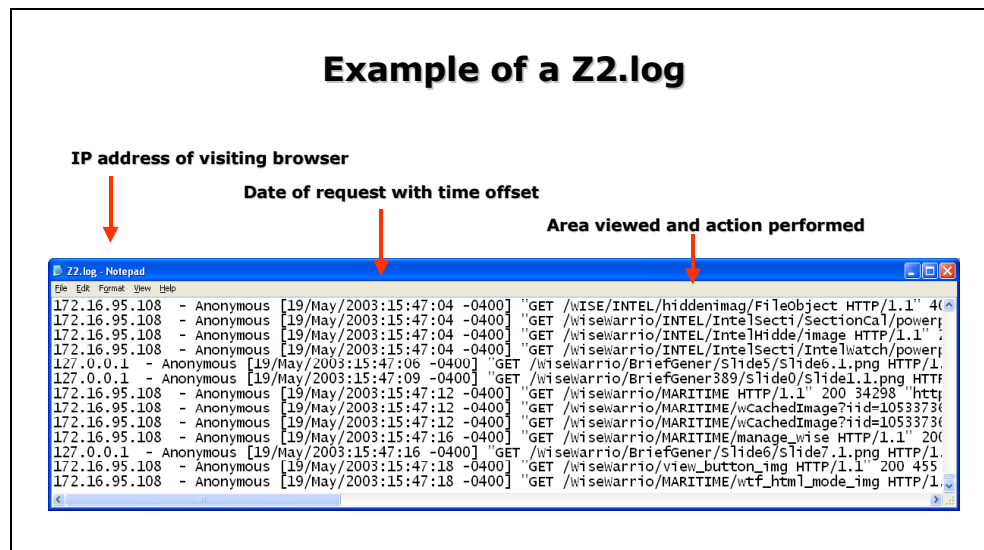 Example of a Z2.log
IP address of visiting browser
Date of request with time offset
Area viewed and action performed
Z2.log - Notepad
File Edit Format View Help
172.16.95.108 - Anonymous [19/May/2003:15:47:04 -0400] "GET /WISE/INTEL/hiddenimag/FileObject HTTP/1.1" 40
172.16.95.108 - Anonymous [19/May/2003:15:47:04 -0400] "GET /WiseWarrio/INTEL/IntelSecti/SectionCal/powerp
172.16.95.108 - Anonymous [19/May/2003:15:47:04 -0400] "GET /WiseWarrio/INTEL/IntelHidde/image HTTP/1.1" 2
172.16.95.108 - Anonymous [19/May/2003:15:47:04 -0400] "GET /WiseWarrio/INTEL/IntelSecti/IntelWatch/powerp
127.0.0.1 - Anonymous [19/May/2003:15:47:06 -0400] "GET /WiseWarrio/BriefGener/Slide5/Slide6.1.png HTTP/1.
127.0.0.1 - Anonymous [19/May/2003:15:47:09 -0400] "GET /WiseWarrio/BriefGener389/Slide0/Slide1.1.png HTTP
172.16.95.108 - Anonymous [19/May/2003:15:47:12 -0400] "GET /WiseWarrio/MARITIME HTTP/1.1" 200 34298 "http
172.16.95.108 - Anonymous [19/May/2003:15:47:12 -0400] "GET /WiseWarrio/MARITIME/wCachedImage?iid=10533736
172.16.95.108 - Anonymous [19/May/2003:15:47:12 -0400] "GET /WiseWarrio/MARITIME/wCachedImage?iid=10533736
172.16.95.108 - Anonymous [19/May/2003:15:47:16 -0400] "GET /WiseWarrio/MARITIME/manage_wise HTTP/1.1" 200
127.0.0.1 - Anonymous [19/May/2003:15:47:16 -0400] "GET /WiseWarrio/BriefGener/Slide6/Slide7.1.png HTTP/1.
172.16.95.108 - Anonymous [19/May/2003:15:47:18 -0400] "GET /WiseWarrio/view_button_img HTTP/1.1" 200 455
172.16.95.108 - Anonymous [19/May/2003:15:47:18 -0400] "GET /WiseWarrio/MARITIME/wtf_html_mode_img HTTP/1.